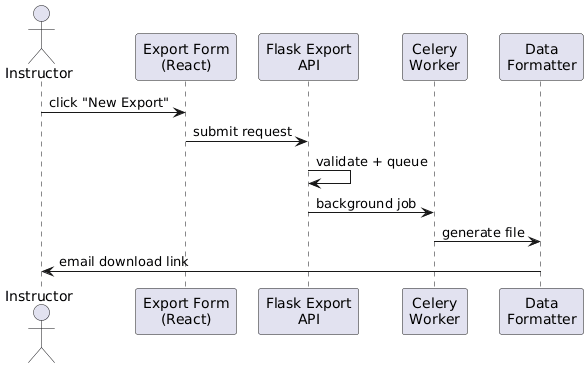 Instructor
Export Form
(React)
Flask Export
API
Celery
Worker
Data
Formatter
click "New Export"
submit request
validate + queue
background job
generate file
email download link
Instructor
Export Form
(React)
Flask Export
API
Celery
Worker
Data
Formatter